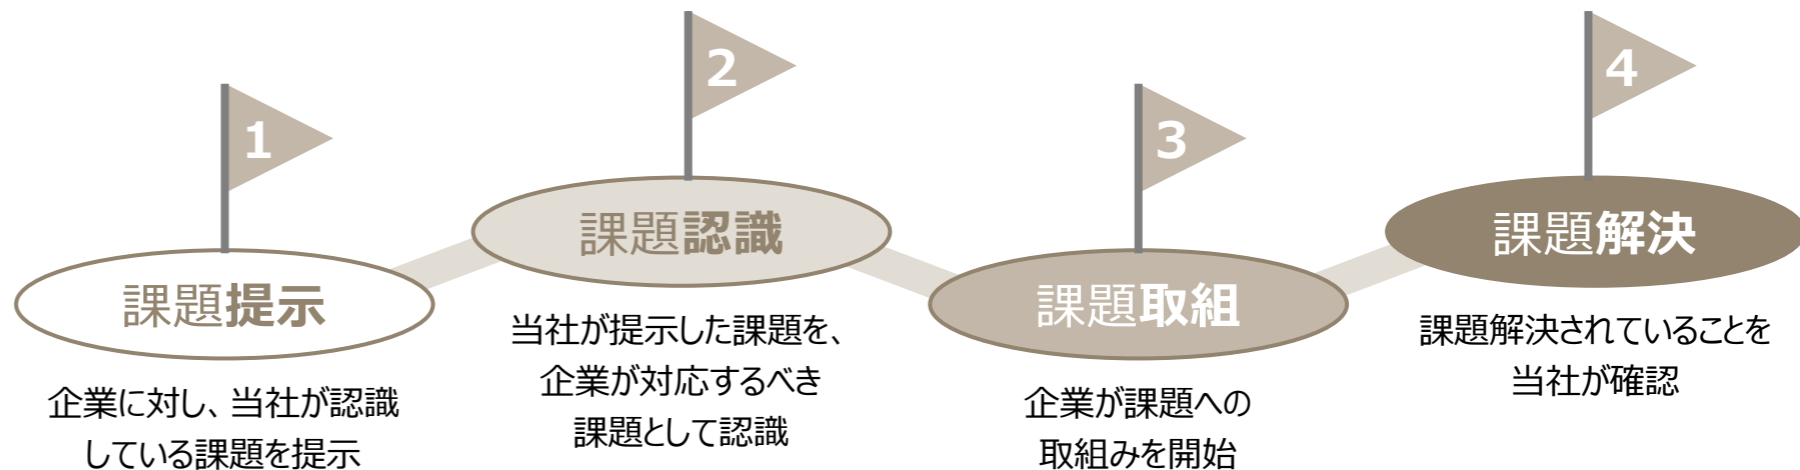 1
課題提示
企業に対し、当社が認識
している課題を提示
2
課題認識
当社が提示した課題を、
企業が対応するべき
課題として認識
3
課題取組
企業が課題への
取組みを開始
4
課題解決
課題解決されていることを
当社が確認